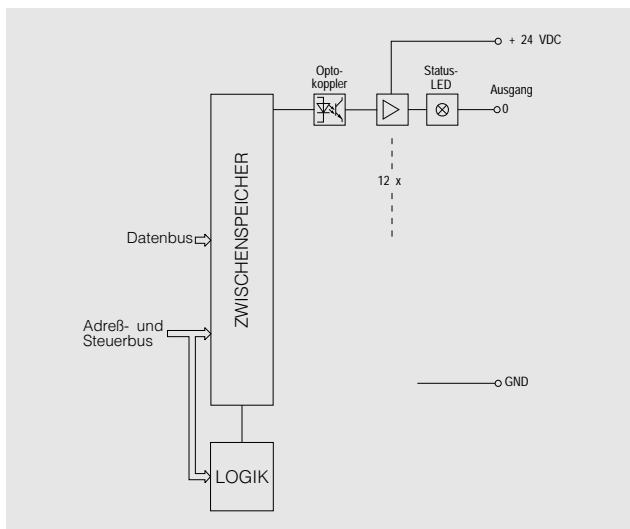 + 24 VDC
Opto-
koppler
Status-
LED
Ausgang
0
12 x
ZWISCHENSPEICHER
Datenbus
Adreß- und
Steuerbus
GND
LOGIK